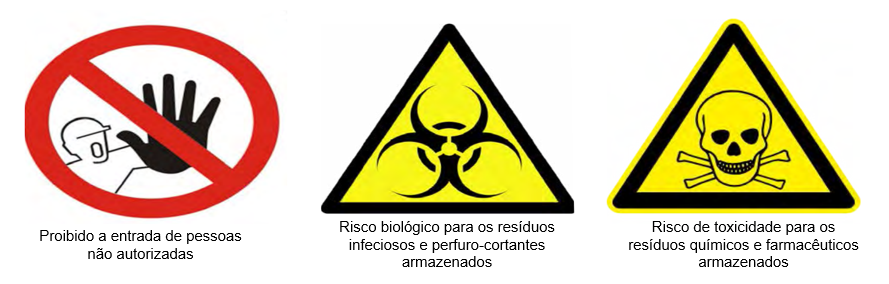 Proibido a entrada de pessoas
não autorizadas
Risco biológico para os resíduos
infeciosos e perfuro-cortantes
armazenados
Risco de toxicidade para os
resíduos químicos e farmacêuticos
armazenados